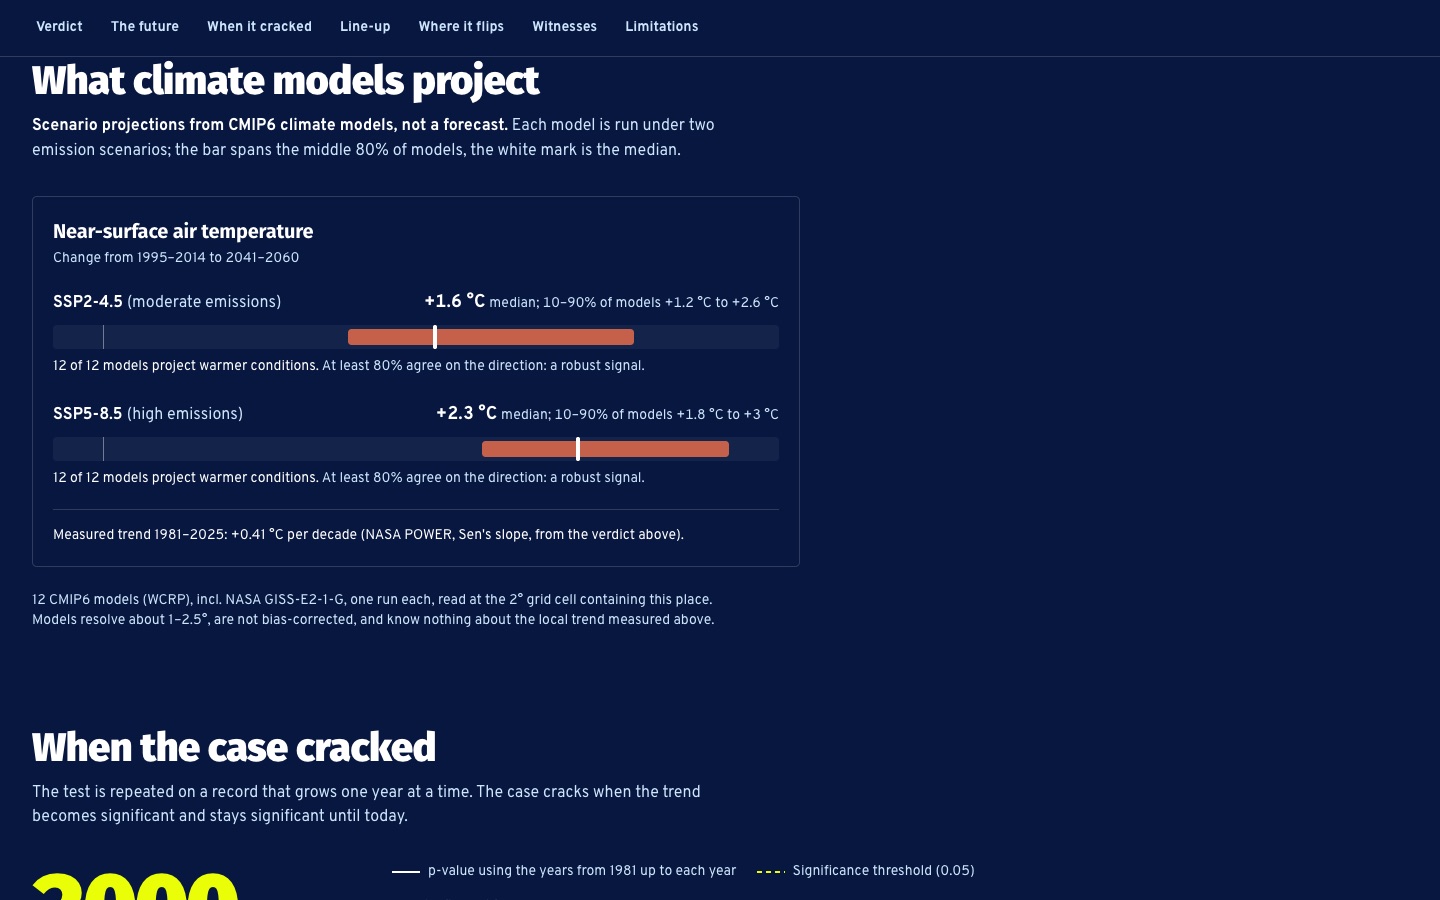 Verdict The future When it cracked Line-up Where it flips Witnesses Limitations
What climate models project
Scenario projections from CMIP6 climate models, not a forecast. Each model is run under two
emission scenarios; the bar spans the middle 80% of models, the white mark is the median.
Near-surface air temperature
Change from 1995–2014 to 2041–2060
SSP2-4.5 (moderate emissions) +1.6 °C median; 10–90% of models +1.2 °C to +2.6 °C
12 of 12 models project warmer conditions. At least 80% agree on the direction: a robust signal.
SSP5-8.5 (high emissions) +2.3 °C median; 10–90% of models +1.8 °C to +3 °C
12 of 12 models project warmer conditions. At least 80% agree on the direction: a robust signal.
Measured trend 1981–2025: +0.41 °C per decade (NASA POWER, Sen's slope, from the verdict above).
12 CMIP6 models (WCRP), incl. NASA GISS-E2-1-G, one run each, read at the 2° grid cell containing this place.
Models resolve about 1–2.5°, are not bias-corrected, and know nothing about the local trend measured above.
When the case cracked
The test is repeated on a record that grows one year at a time. The case cracks when the trend
becomes significant and stays significant until today.
p-value using the years from 1981 up to each year Significance threshold (0.05)
2000